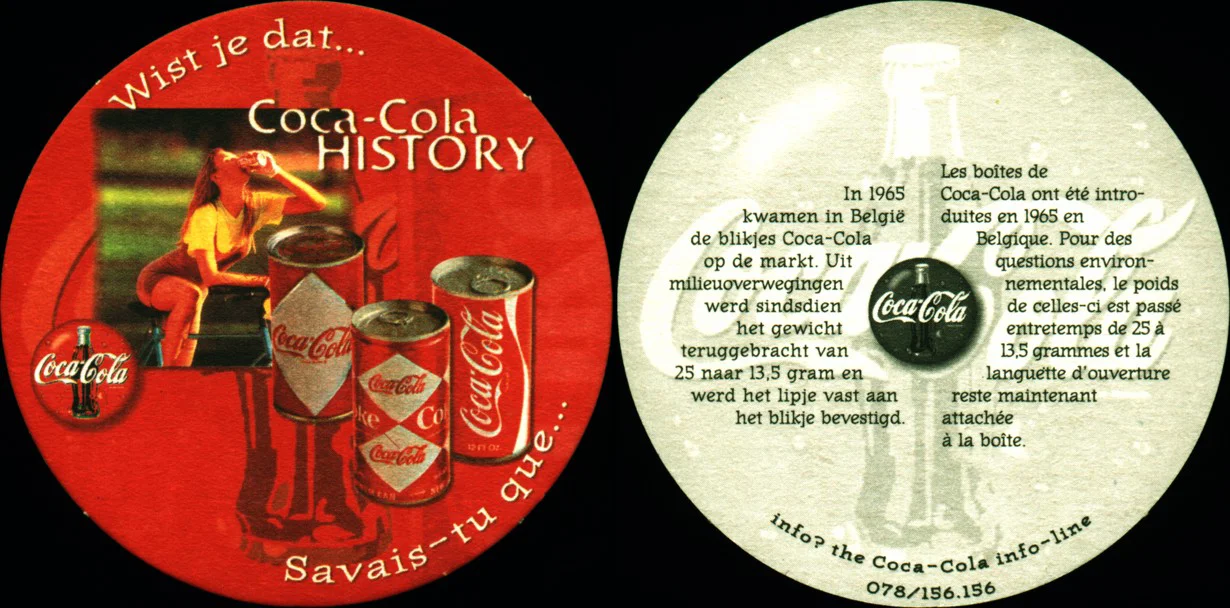 Wist je dat...
Coca-Cola
HISTORY
Coca-Cola
Coca-Cola
Coca-Cola
ke Co
Coca-Cola
Coca-Cola
12 FL OZ.
Savais-tu que...
In 1965
kwamen in België
de blikjes Coca-Cola
op de markt. Uit
milieuoverwegingen
werd sindsdien
het gewicht
teruggebracht van
25 naar 13,5 gram en
werd het lipje vast aan
het blikje bevestigd.
Coca-Cola
Les boîtes de
Coca-Cola ont été intro-
duites en 1965 en
Belgique. Pour des
questions environ-
nementales, le poids
de celles-ci est passé
entretemps de 25 à
13,5 grammes et la
languette d'ouverture
reste maintenant
attachée
à la boîte.
info? the Coca-Cola info-line
078/156.156